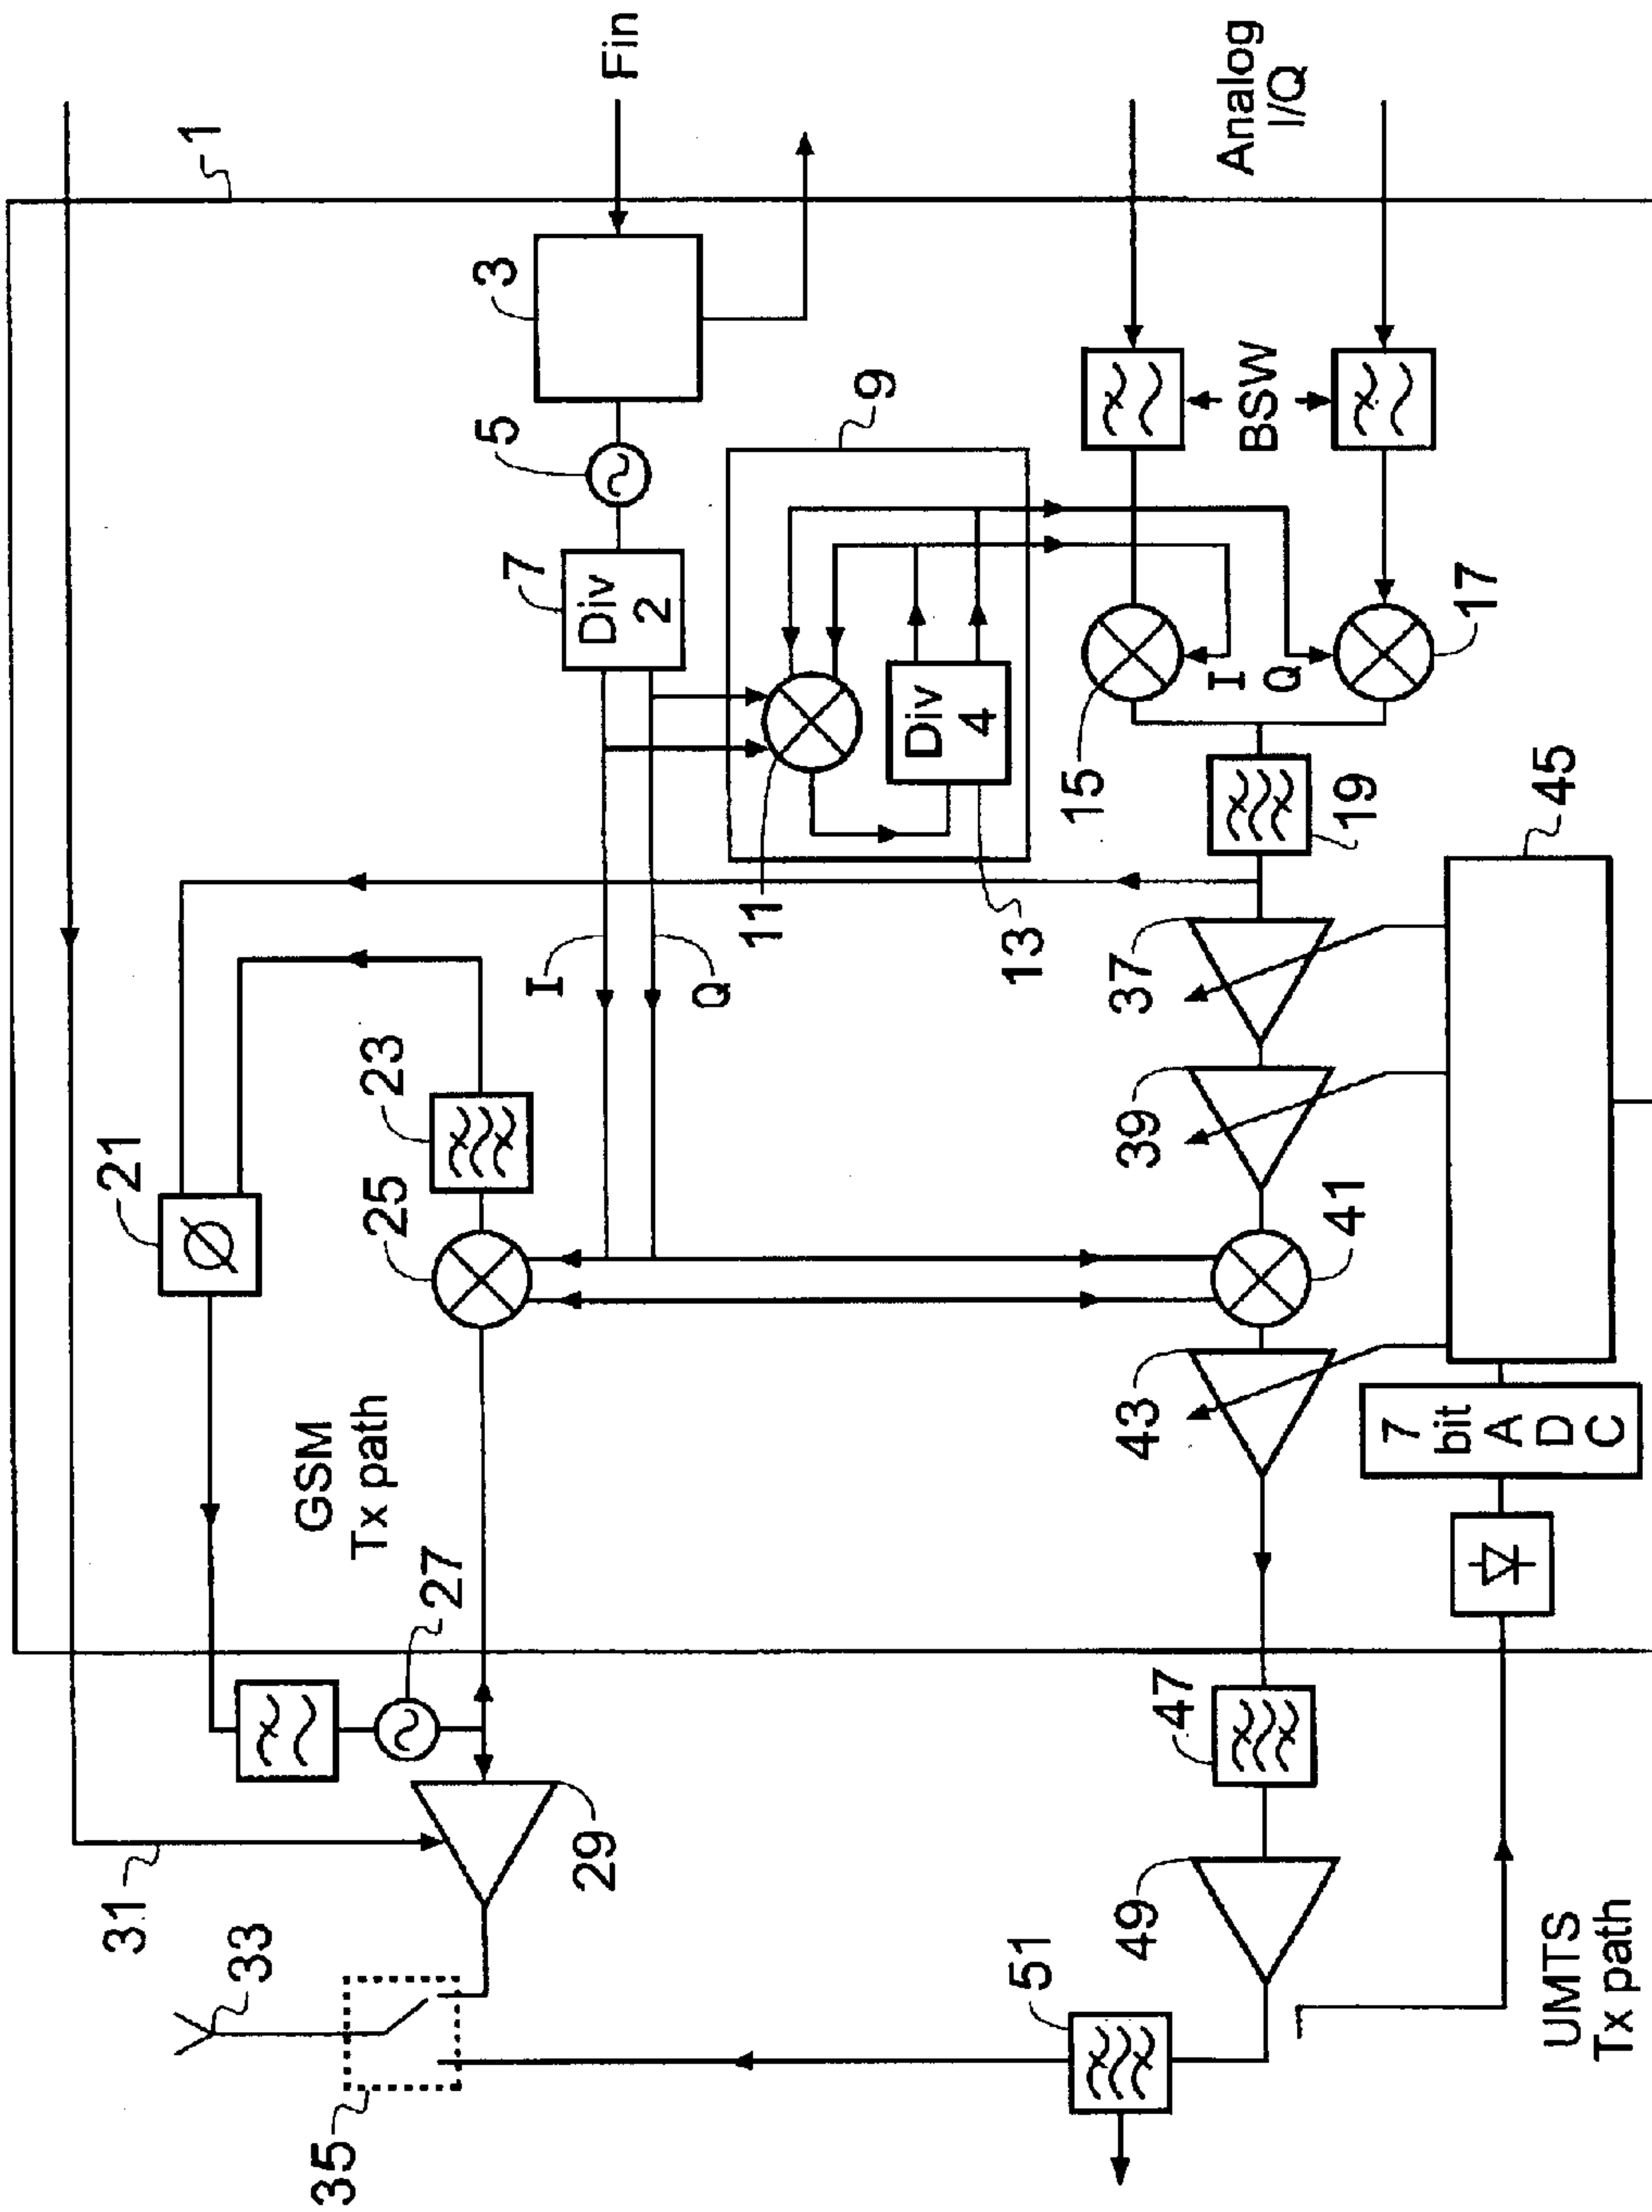 1
Fin
3
5
Div
2
7
9
11
Div
4
13
Analog
I/Q
BSW
15
17
I
Q
19
I
Q
21
23
25
GSM
Tx path
27
29
31
33
35
37
39
41
43
45
7
bit
A
D
C
47
49
51
UMTS
Tx path